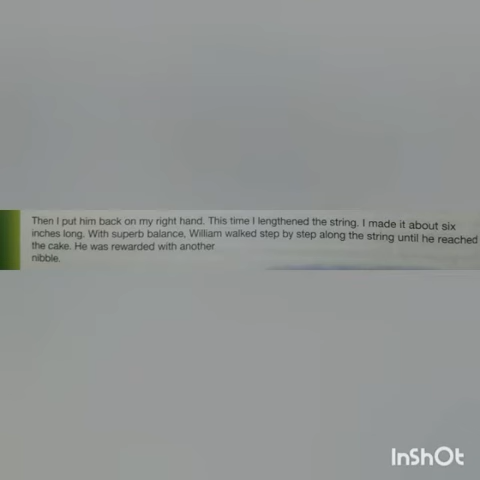 Then I put him back on my right hand. This time I lengthened the string. I made it about six
inches long. With superb balance, William walked step by step along the string until he reached
the cake. He was rewarded with another
nibble.
InShOt